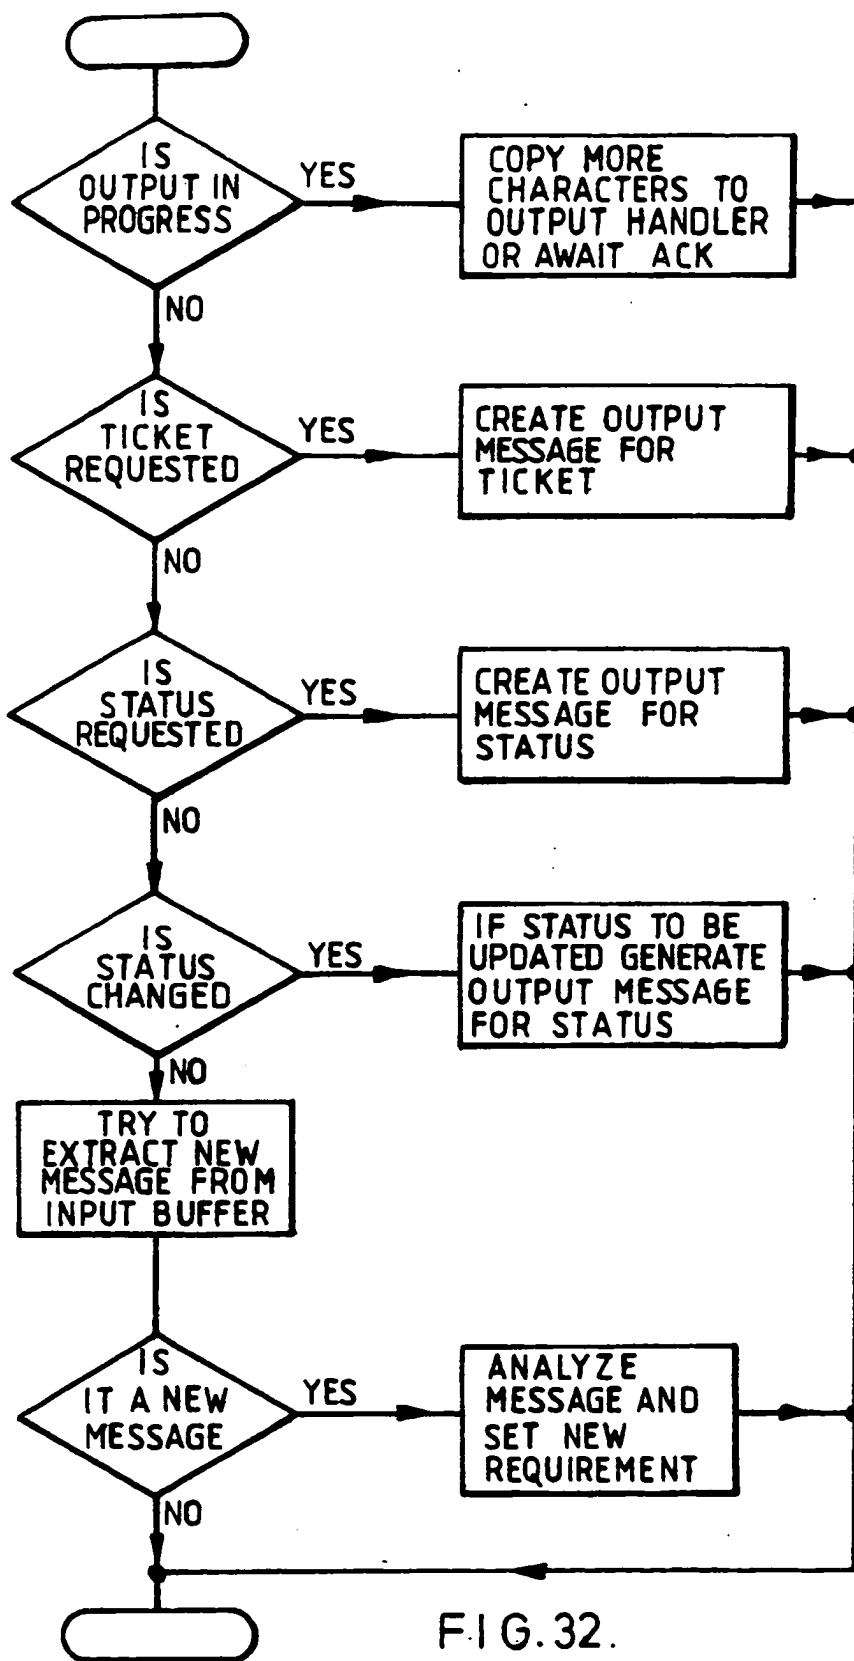 IS
OUTPUT IN
PROGRESS
YES
COPY MORE
CHARACTERS TO
OUTPUT HANDLER
OR AWAIT ACK
NO
IS
TICKET
REQUESTED
YES
CREATE OUTPUT
MESSAGE FOR
TICKET
NO
IS
STATUS
REQUESTED
YES
CREATE OUTPUT
MESSAGE FOR
STATUS
NO
IS
STATUS
CHANGED
YES
IF STATUS TO BE
UPDATED GENERATE
OUTPUT MESSAGE
FOR STATUS
NO
TRY TO
EXTRACT NEW
MESSAGE FROM
INPUT BUFFER
IS
IT A NEW
MESSAGE
YES
ANALYZE
MESSAGE AND
SET NEW
REQUIREMENT
NO
FIG.32.